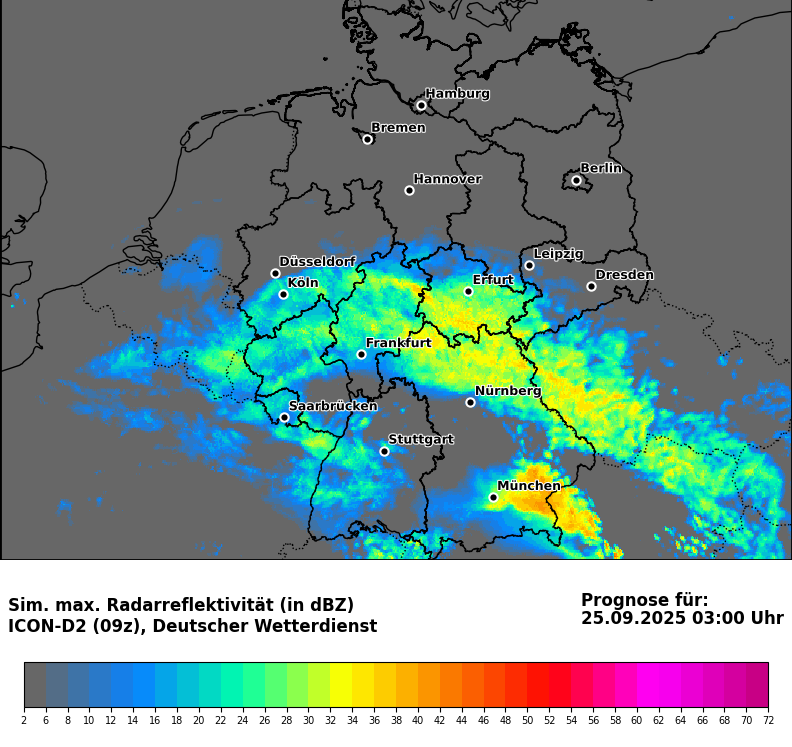 Hamburg
Bremen
Berlin
Hannover
Leipzig
Düsseldorf
Dresden
Köln
Erfurt
Frankfurt
Nürnberg
Saarbrücken
Stuttgart
München
Sim. max. Radarreflektivität (in dBZ)
ICON-D2 (09z), Deutscher Wetterdienst
Prognose für:
25.09.2025 03:00 Uhr
2 6 8 10 12 14 16 18 20 22 24 26 28 30 32 34 36 38 40 42 44 46 48 50 52 54 56 58 60 62 64 66 68 70 72